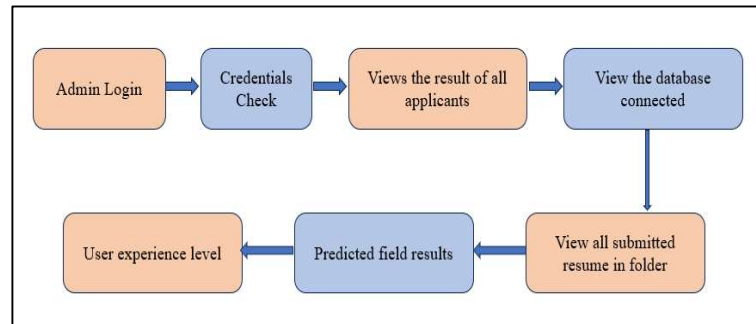 Admin Login
Credentials
Check
Views the result of all
applicants
View the database
connected
View all submitted
resume in folder
Predicted field results
User experience level